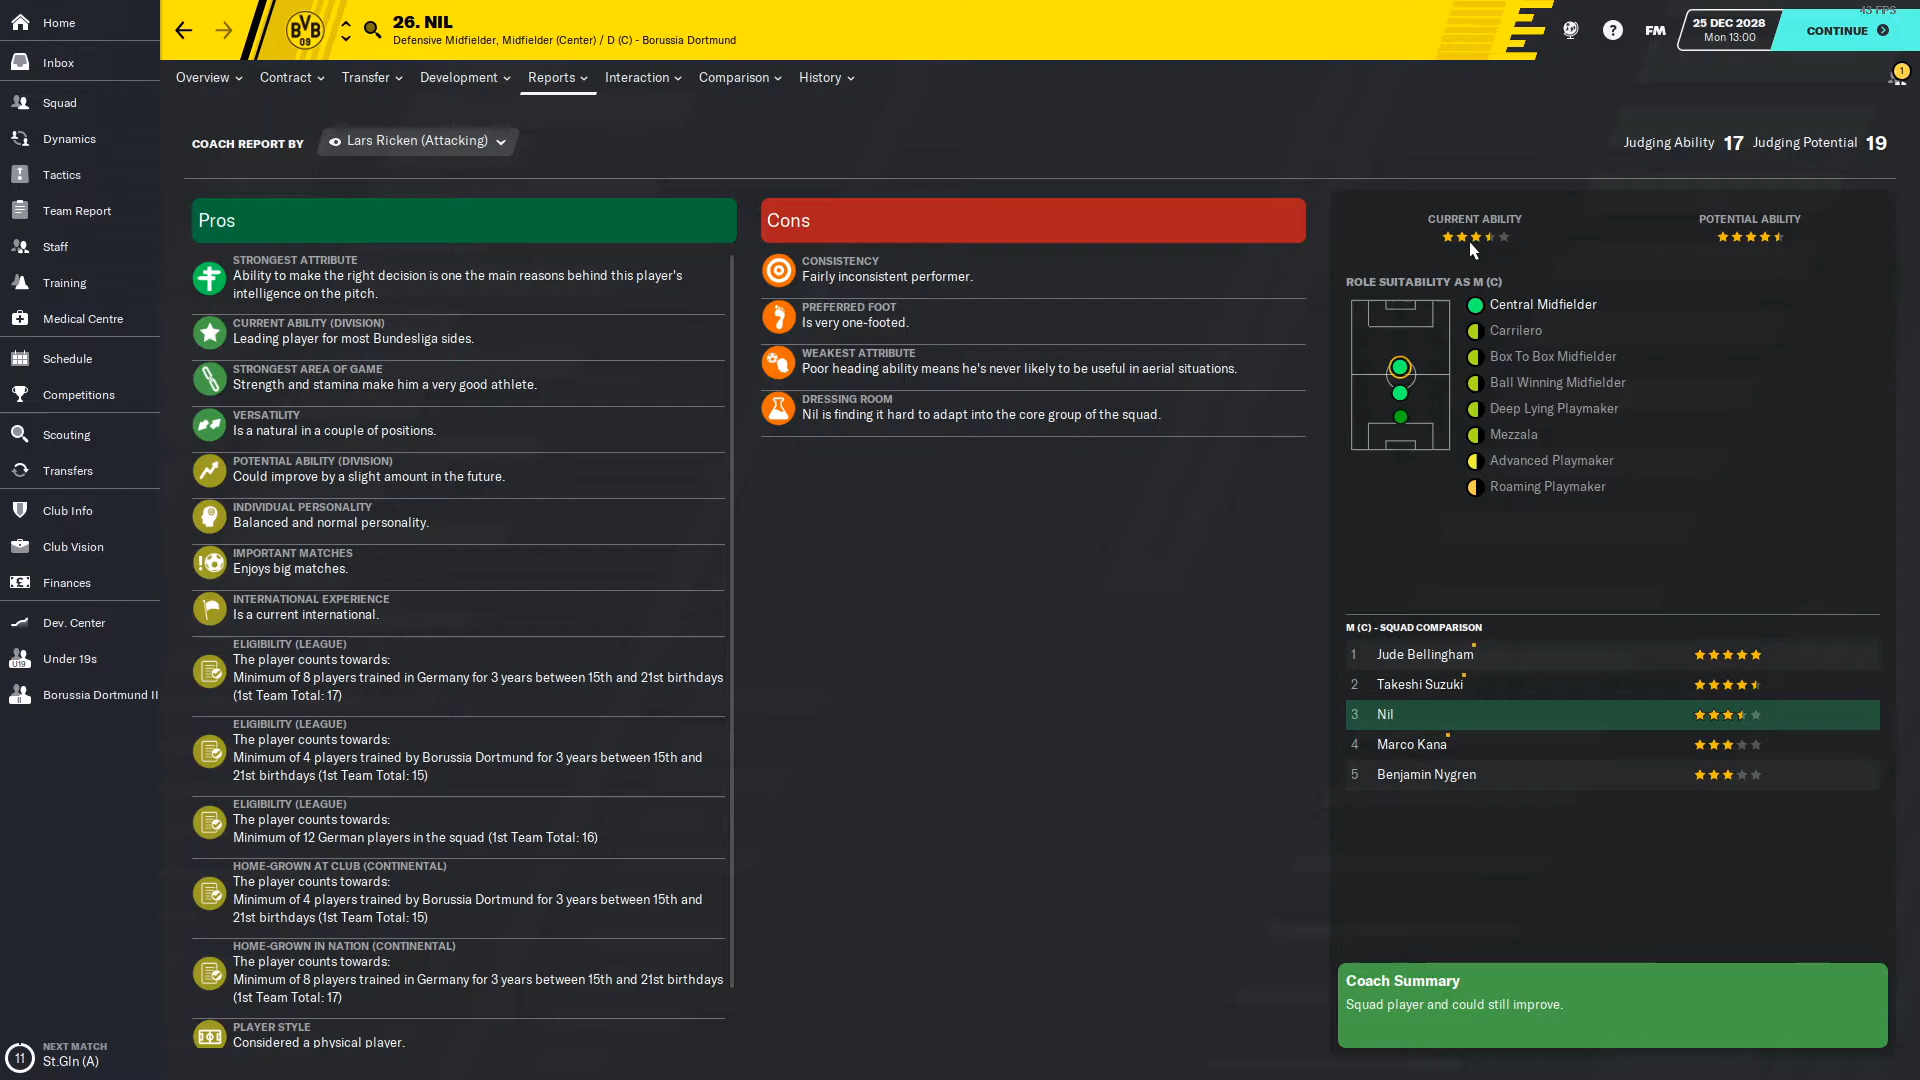 Home
Inbox
Squad
Dynamics
Tactics
Team Report
Staff
Training
Medical Centre
Schedule
Competitions
Scouting
Transfers
Club Info
Club Vision
Finances
Dev. Center
U19
Under 19s
II
Borussia Dortmund II
11
NEXT MATCH
St.Gln (A)
BVB
09
26. NIL
Defensive Midfielder, Midfielder (Center) / D (C) - Borussia Dortmund
?
FM
25 DEC 2028
Mon 13:00
CONTINUE
43 FPS
1
Overview
Contract
Transfer
Development
Reports
Interaction
Comparison
History
COACH REPORT BY
Lars Ricken (Attacking)
Judging Ability 17 Judging Potential 19
Pros
STRONGEST ATTRIBUTE
Ability to make the right decision is one the main reasons behind this player's
intelligence on the pitch.
CURRENT ABILITY (DIVISION)
Leading player for most Bundesliga sides.
STRONGEST AREA OF GAME
Strength and stamina make him a very good athlete.
VERSATILITY
Is a natural in a couple of positions.
POTENTIAL ABILITY (DIVISION)
Could improve by a slight amount in the future.
INDIVIDUAL PERSONALITY
Balanced and normal personality.
IMPORTANT MATCHES
Enjoys big matches.
INTERNATIONAL EXPERIENCE
Is a current international.
ELIGIBILITY (LEAGUE)
The player counts towards:
Minimum of 8 players trained in Germany for 3 years between 15th and 21st birthdays
(1st Team Total: 17)
ELIGIBILITY (LEAGUE)
The player counts towards:
Minimum of 4 players trained by Borussia Dortmund for 3 years between 15th and
21st birthdays (1st Team Total: 15)
ELIGIBILITY (LEAGUE)
The player counts towards:
Minimum of 12 German players in the squad (1st Team Total: 16)
HOME-GROWN AT CLUB (CONTINENTAL)
The player counts towards:
Minimum of 4 players trained by Borussia Dortmund for 3 years between 15th and
21st birthdays (1st Team Total: 15)
HOME-GROWN IN NATION (CONTINENTAL)
The player counts towards:
Minimum of 8 players trained in Germany for 3 years between 15th and 21st birthdays
(1st Team Total: 17)
PLAYER STYLE
Considered a physical player.
Cons
CONSISTENCY
Fairly inconsistent performer.
PREFERRED FOOT
Is very one-footed.
WEAKEST ATTRIBUTE
Poor heading ability means he's never likely to be useful in aerial situations.
DRESSING ROOM
Nil is finding it hard to adapt into the core group of the squad.
CURRENT ABILITY
POTENTIAL ABILITY
ROLE SUITABILITY AS M (C)
Central Midfielder
Carrilero
Box To Box Midfielder
Ball Winning Midfielder
Deep Lying Playmaker
Mezzala
Advanced Playmaker
Roaming Playmaker
M (C) - SQUAD COMPARISON
1 Jude Bellingham
2 Takeshi Suzuki
3 Nil
4 Marco Kana
5 Benjamin Nygren
Coach Summary
Squad player and could still improve.